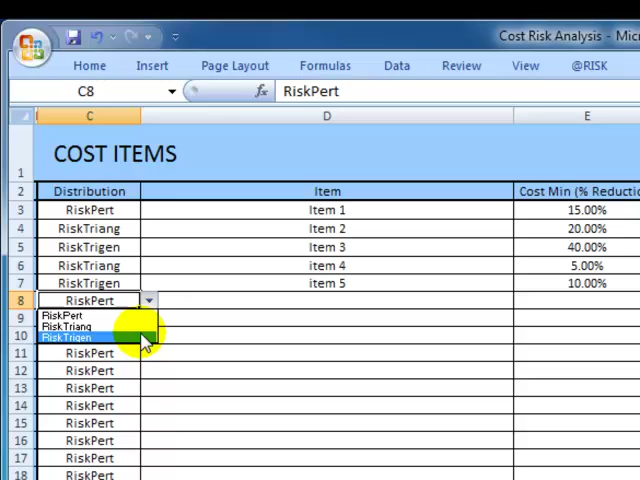 Cost Risk Analysis - Micr
Home Insert Page Layout Formulas Data Review View @RISK
C8 fx RiskPert
C D E
1 COST ITEMS
2 Distribution Item Cost Min (% Reductio
3 RiskPert Item 1 15.00%
4 RiskTriang Item 2 20.00%
5 RiskTrigen Item 3 40.00%
6 RiskTriang item 4 5.00%
7 RiskTrigen item 5 10.00%
8 RiskPert
9 RiskPert
RiskTriang
10 RiskTrigen
11 RiskPert
12 RiskPert
13 RiskPert
14 RiskPert
15 RiskPert
16 RiskPert
17 RiskPert
18 RiskPert